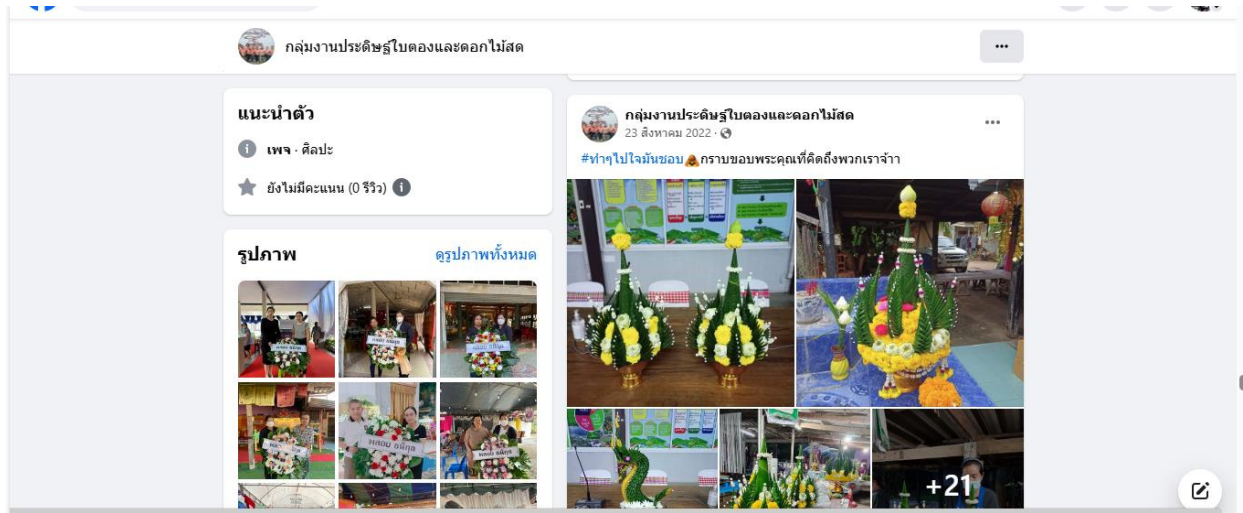 กลุ่มงานประดิษฐ์ใบตองและดอกไม้สด
แนะนำตัว
เพจ · ศิลปะ
ยังไม่มีคะแนน (0 รีวิว)
รูปภาพ
ดูรูปภาพทั้งหมด
กลุ่มงานประดิษฐ์ใบตองและดอกไม้สด
23 สิงหาคม 2022 ·
#ทำๆไปใจมันชอบ🙏กราบขอบพระคุณที่คิดถึงพวกเราจ้าา
+21